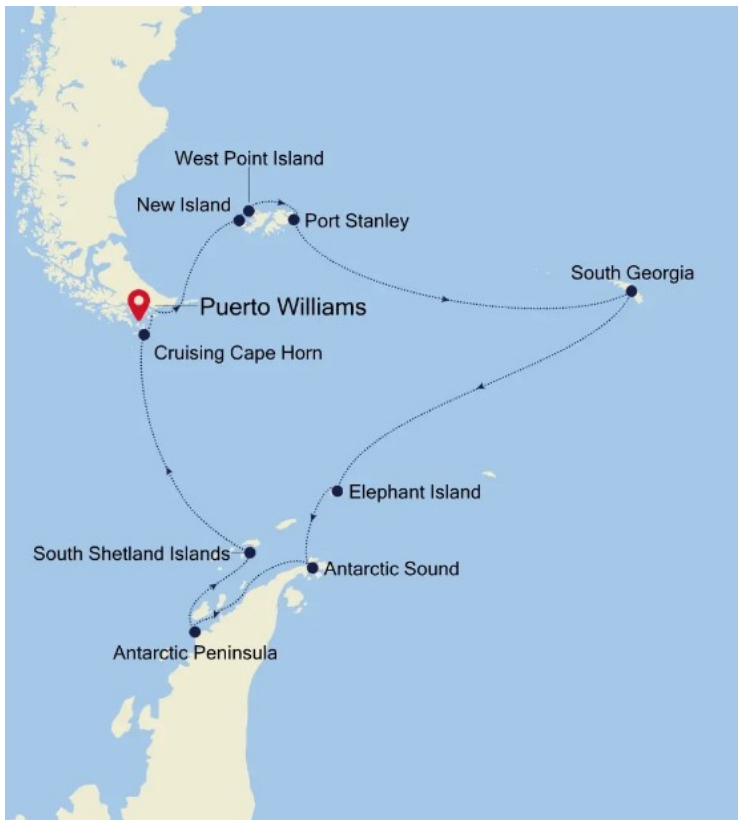 West Point Island
New Island
Port Stanley
South Georgia
Puerto Williams
Cruising Cape Horn
Elephant Island
South Shetland Islands
Antarctic Sound
Antarctic Peninsula